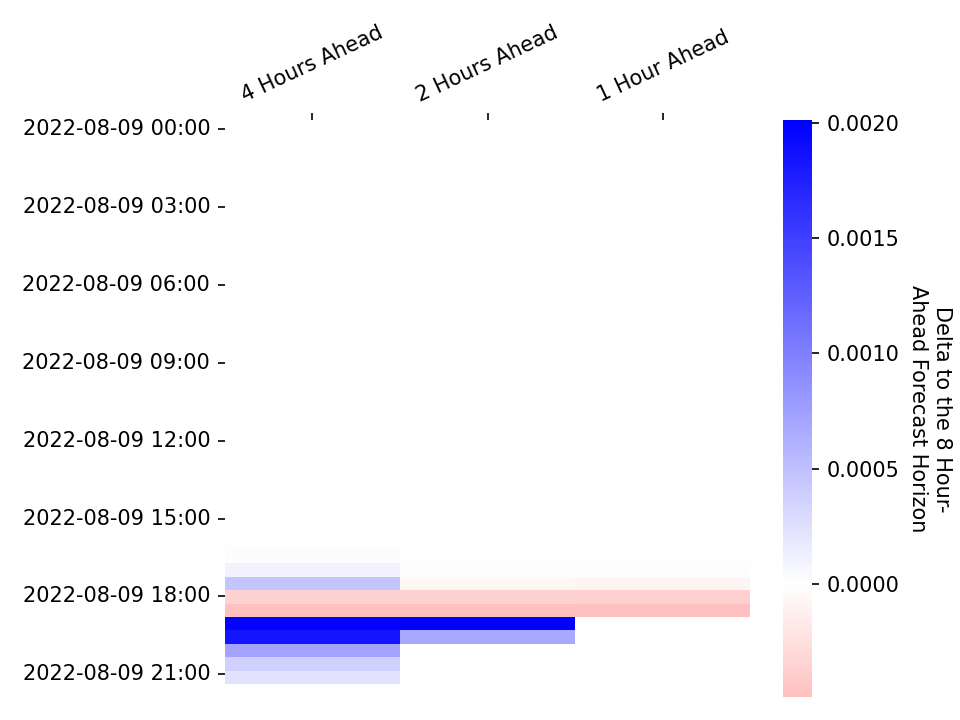 4 Hours Ahead
2 Hours Ahead
1 Hour Ahead
2022-08-09 00:00
2022-08-09 03:00
2022-08-09 06:00
2022-08-09 09:00
2022-08-09 12:00
2022-08-09 15:00
2022-08-09 18:00
2022-08-09 21:00
0.0020
0.0015
0.0010
0.0005
0.0000
Delta to the 8 Hour-
Ahead Forecast Horizon